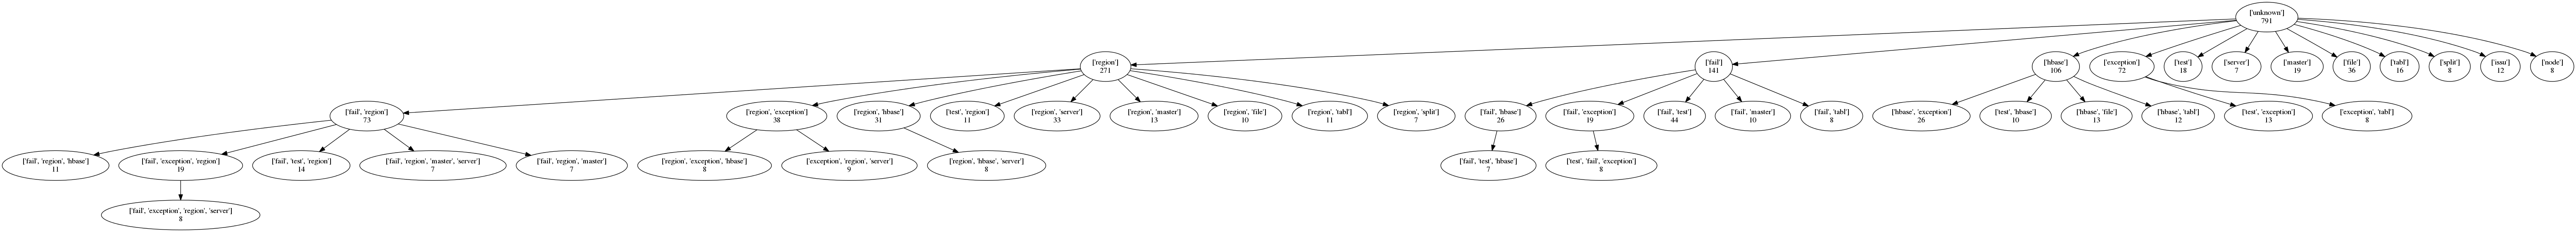 ['unknown']
791
['region']
271
['fail']
141
['hbase']
106
['exception']
72
['test']
18
['server']
7
['master']
19
['file']
36
['tabl']
16
['split']
8
['issu']
12
['node']
8
['fail', 'region']
73
['region', 'exception']
38
['region', 'hbase']
31
['test', 'region']
11
['region', 'server']
33
['region', 'master']
13
['region', 'file']
10
['region', 'tabl']
11
['region', 'split']
7
['fail', 'hbase']
26
['fail', 'exception']
19
['fail', 'test']
44
['fail', 'master']
10
['fail', 'tabl']
8
['hbase', 'exception']
26
['test', 'hbase']
10
['hbase', 'file']
13
['hbase', 'tabl']
12
['test', 'exception']
13
['exception', 'tabl']
8
['fail', 'region', 'hbase']
11
['fail', 'exception', 'region']
19
['fail', 'test', 'region']
14
['fail', 'region', 'master', 'server']
7
['fail', 'region', 'master']
7
['region', 'exception', 'hbase']
8
['exception', 'region', 'server']
9
['region', 'hbase', 'server']
8
['fail', 'test', 'hbase']
7
['test', 'fail', 'exception']
8
['fail', 'exception', 'region', 'server']
8